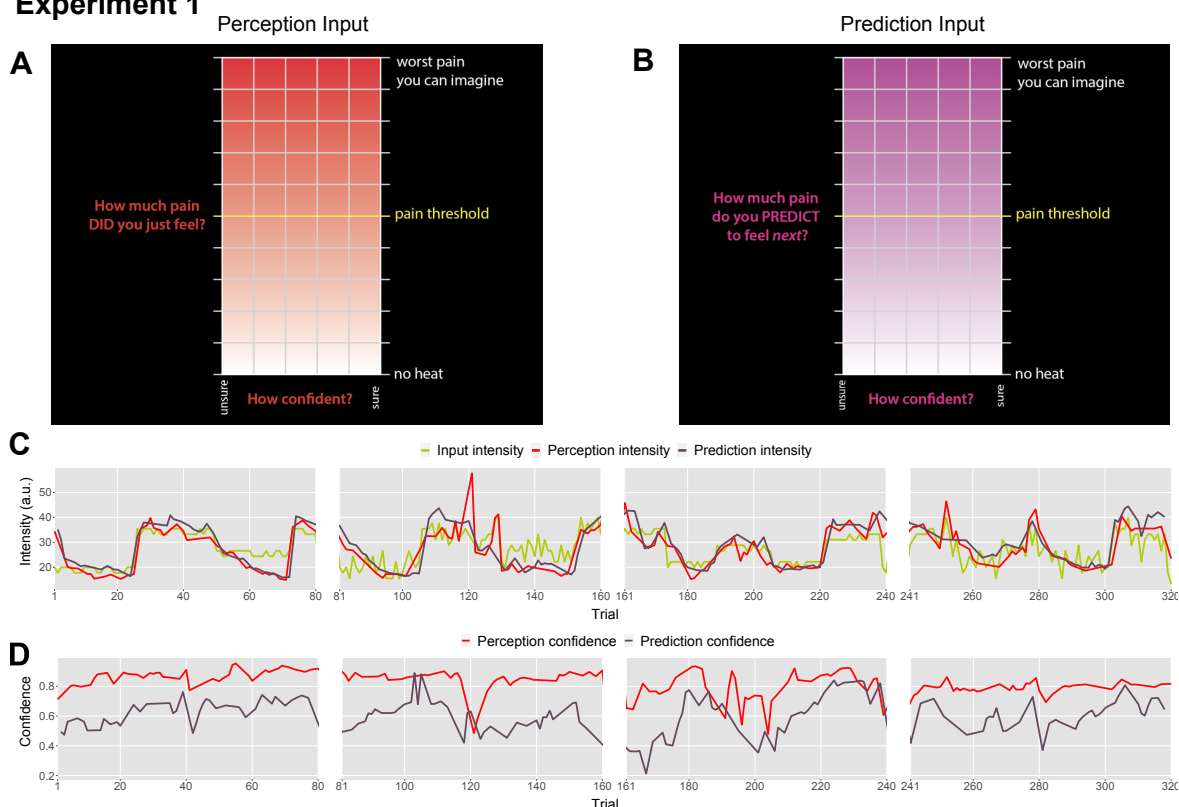 Experiment 1
Perception Input
Prediction Input
A
worst pain
you can imagine
How much pain
DID you just feel?
pain threshold
no heat
unsure
How confident?
sure
B
worst pain
you can imagine
How much pain
do you PREDICT
to feel next?
pain threshold
no heat
unsure
How confident?
sure
C
Input intensity Perception intensity Prediction intensity
Intensity (a.u.)
50
40
30
20
1 20 40 60 80 81 100 120 140 160 161 180 200 220 240 241 260 280 300 320
Trial
D
Perception confidence Prediction confidence
Confidence
0.8
0.6
0.4
0.2
1 20 40 60 80 81 100 120 140 160 161 180 200 220 240 241 260 280 300 320
Trial